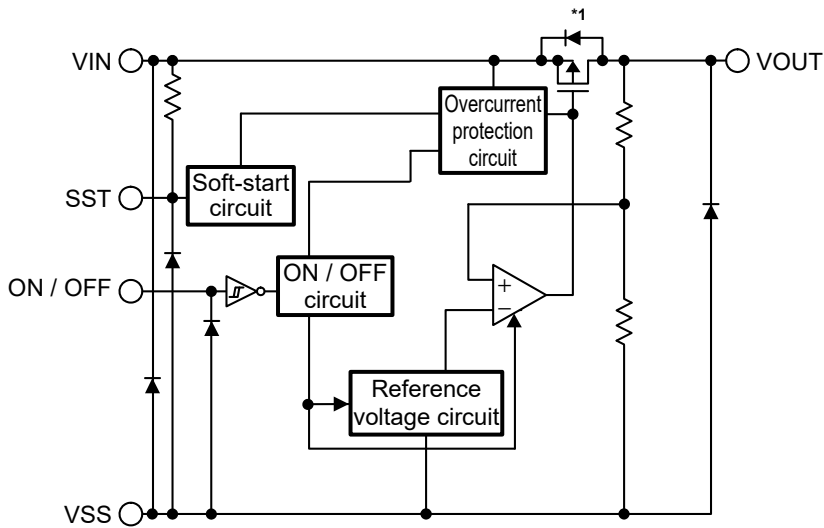 *1
VIN
VOUT
Overcurrent
protection
circuit
SST
Soft-start
circuit
ON / OFF
ON / OFF
circuit
+
−
Reference
voltage circuit
VSS